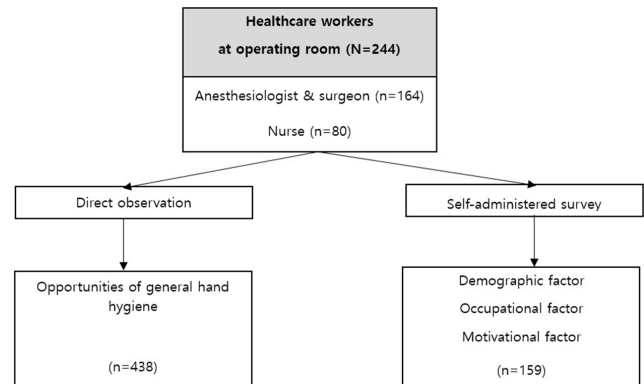 Healthcare workers
at operating room (N=244)
Anesthesiologist & surgeon (n=164)
Nurse (n=80)
Direct observation
Self-administered survey
Opportunities of general hand
hygiene
(n=438)
Demographic factor
Occupational factor
Motivational factor
(n=159)